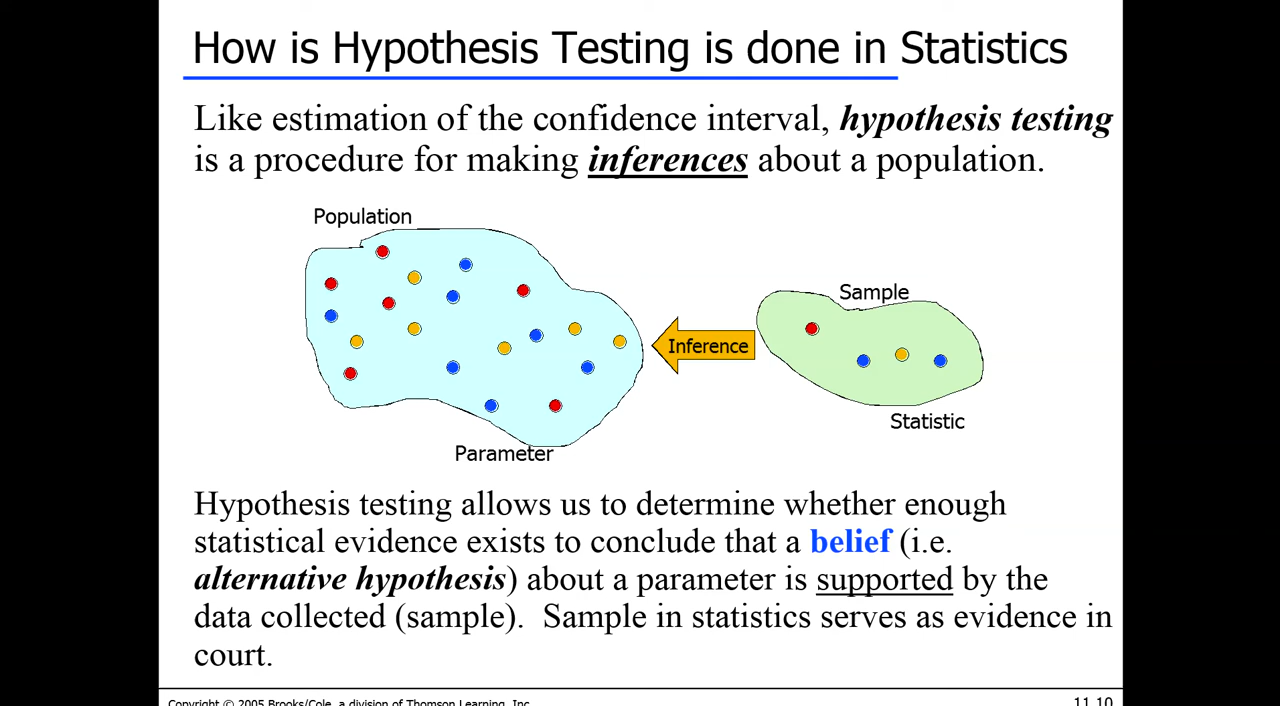 How is Hypothesis Testing is done in Statistics
Like estimation of the confidence interval, hypothesis testing
is a procedure for making inferences about a population.
Population
Sample
Inference
Statistic
Parameter
Hypothesis testing allows us to determine whether enough
statistical evidence exists to conclude that a belief (i.e.
alternative hypothesis) about a parameter is supported by the
data collected (sample).  Sample in statistics serves as evidence in
court.
Copyright © 2005 Brooks/Cole, a division of Thomson Learning, Inc.
11.10